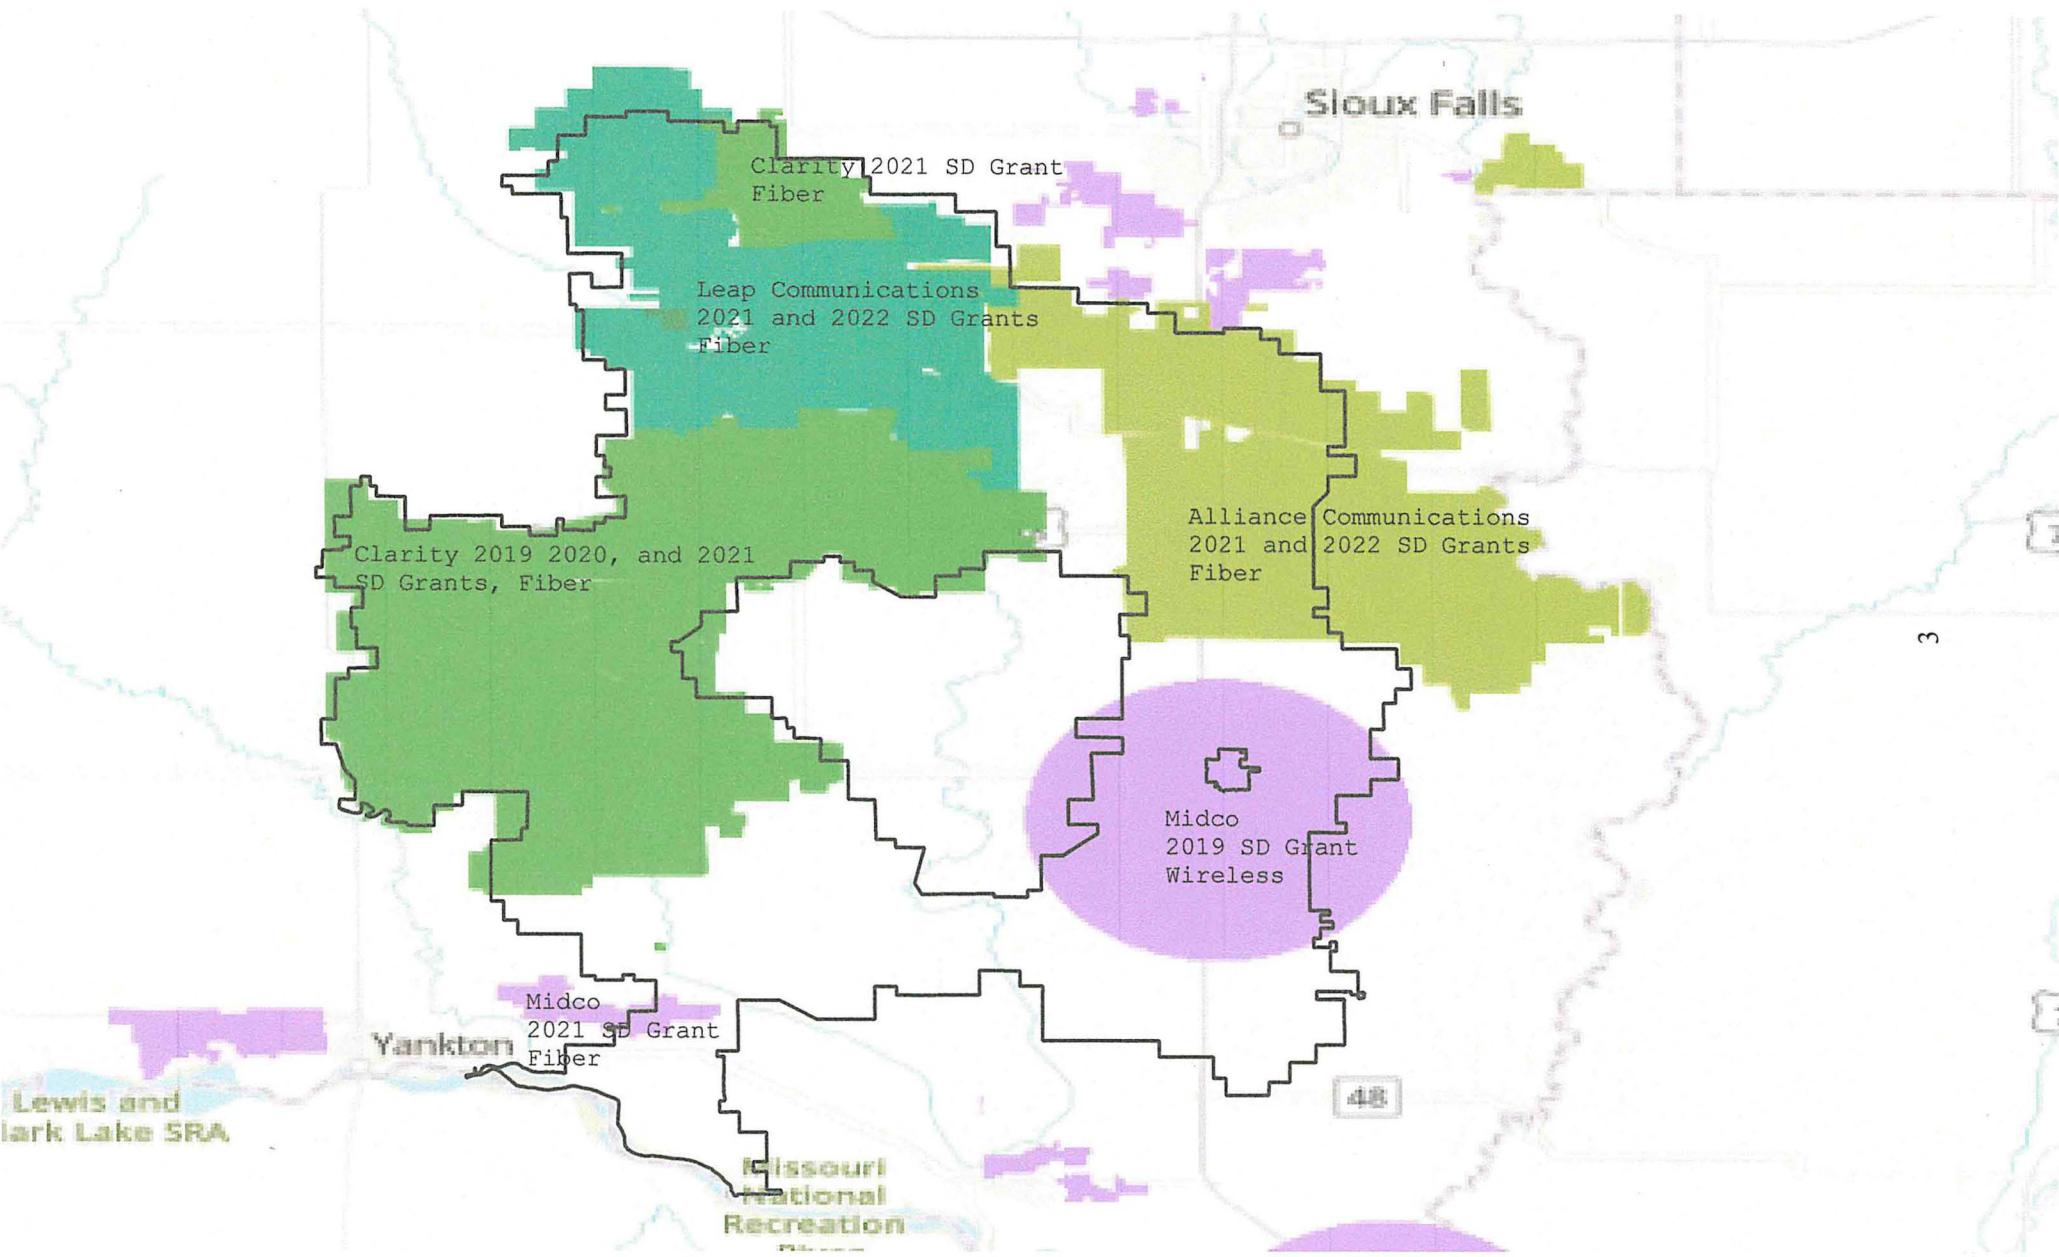 Sioux Falls
Clarity 2021 SD Grant
Fiber
Leap Communications
2021 and 2022 SD Grants
Fiber
Alliance Communications
2021 and 2022 SD Grants
Fiber
Clarity 2019 2020, and 2021
SD Grants, Fiber
3
Midco
2019 SD Grant
Wireless
Midco
2021 SD Grant
Fiber
Yankton
Lewis and
lark Lake SRA
48
Missouri
National
Recreation